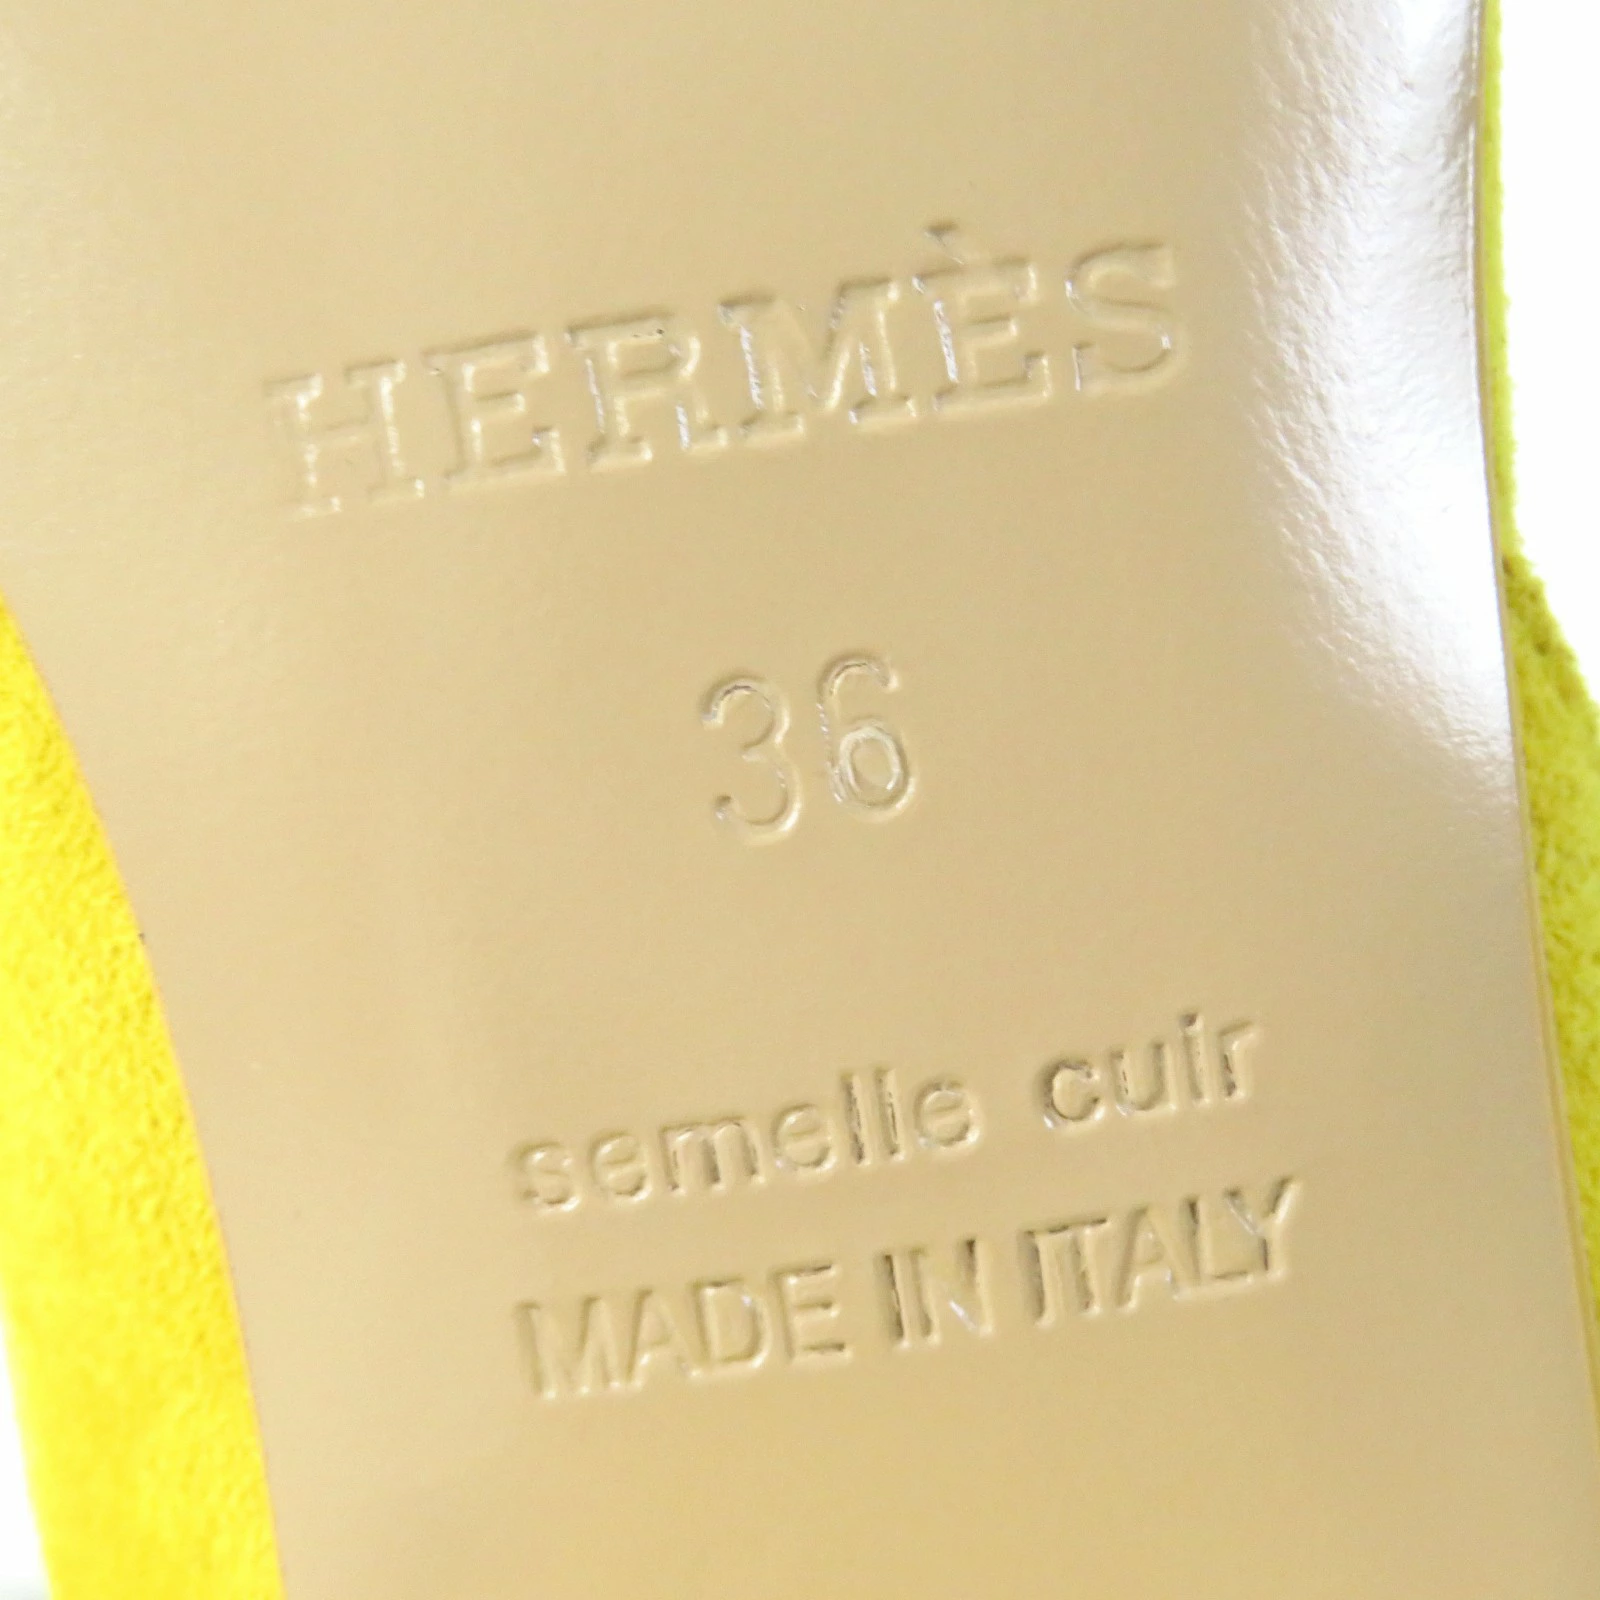 HERMÈS
36
semelle cuir
MADE IN ITALY